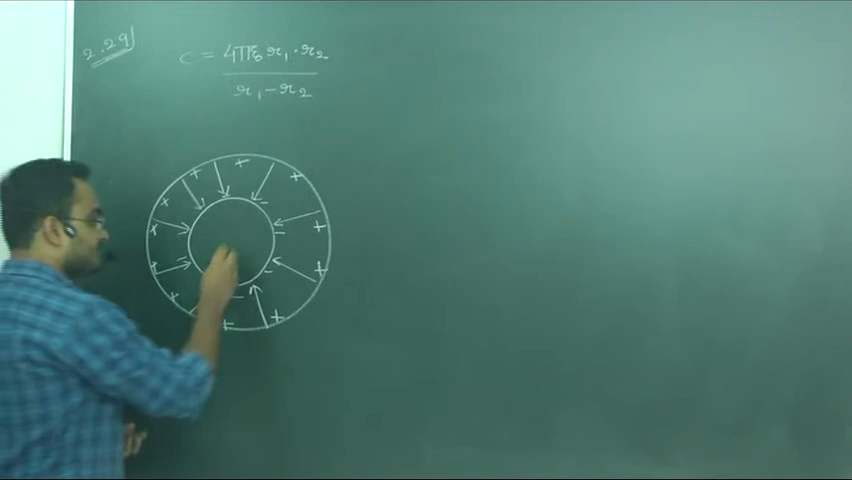 2.29
C = 4πε₀ r₁ · r₂
r₁ - r₂
+ + + + + + + + + + +
- - - - -